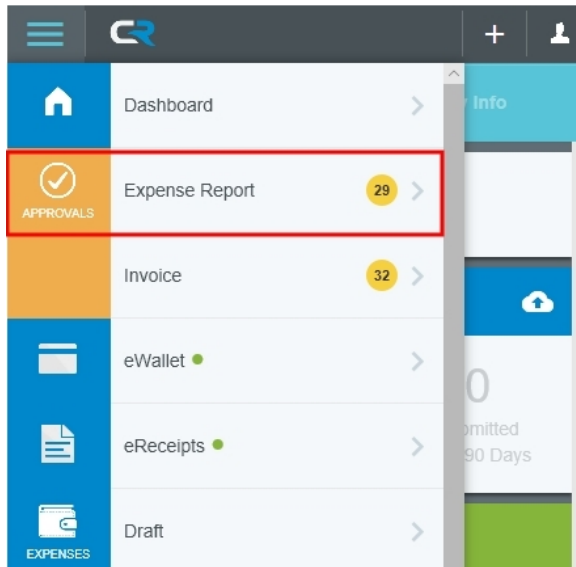 CR
Dashboard
Info
APPROVALS
Expense Report 29
Invoice 32
eWallet
0
eReceipts
90 Days
EXPENSES
Draft